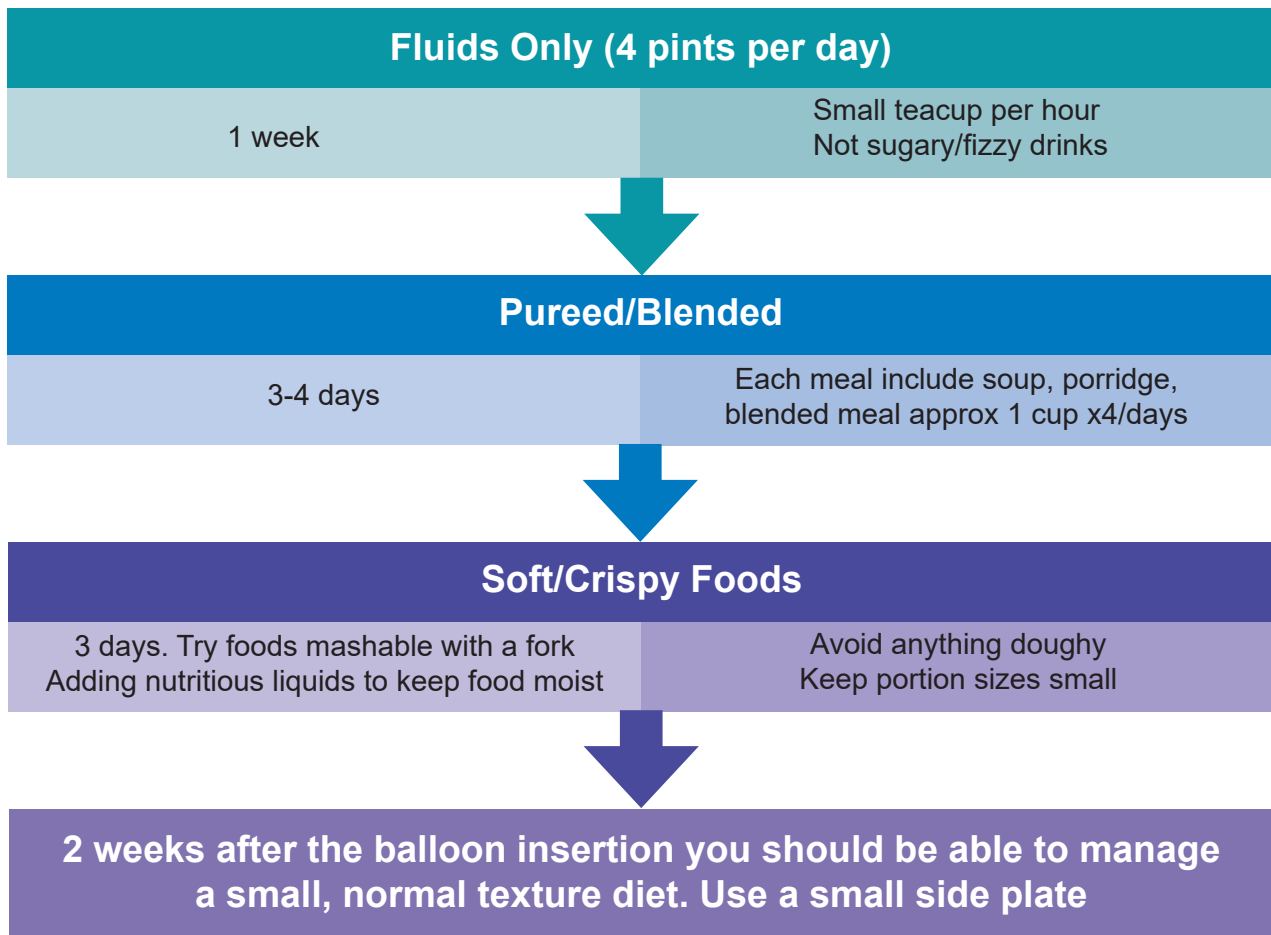 Fluids Only (4 pints per day)
1 week
Small teacup per hour
Not sugary/fizzy drinks
Pureed/Blended
3-4 days
Each meal include soup, porridge,
blended meal approx 1 cup x4/days
Soft/Crispy Foods
3 days. Try foods mashable with a fork
Adding nutritious liquids to keep food moist
Avoid anything doughy
Keep portion sizes small
2 weeks after the balloon insertion you should be able to manage
a small, normal texture diet. Use a small side plate